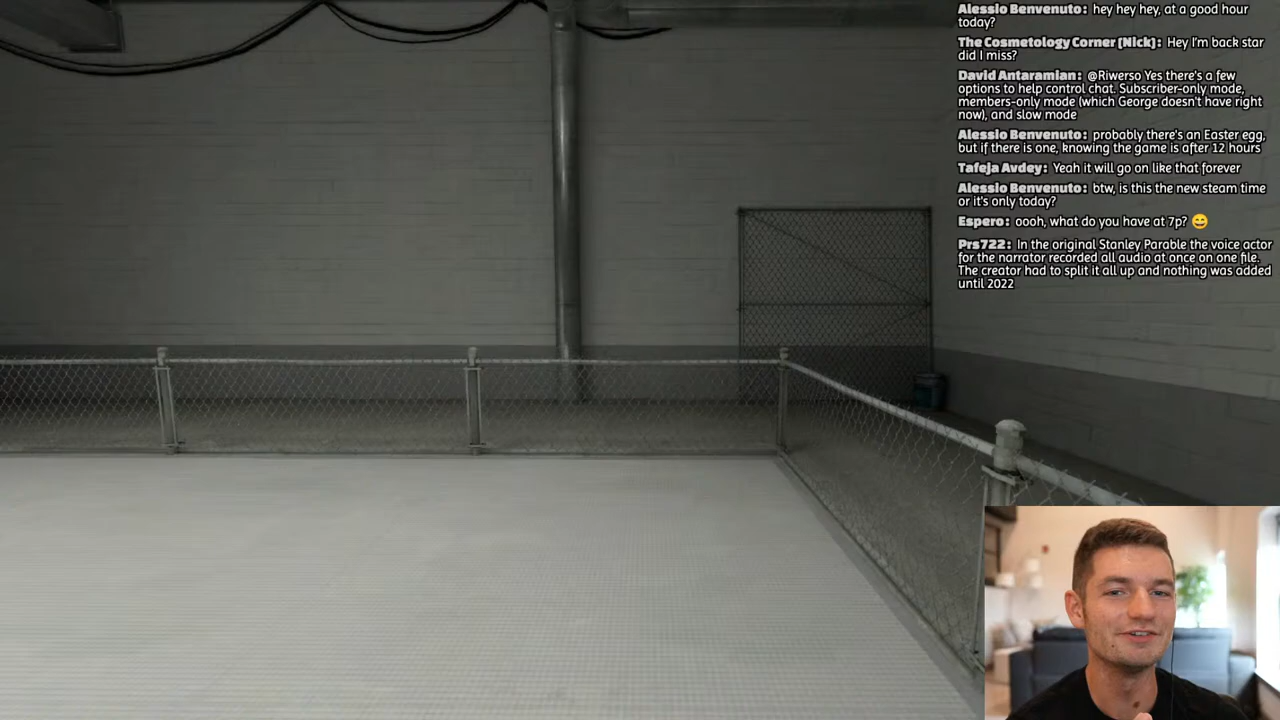 Alessio Benvenuto: hey hey hey, at a good hour
today?
The Cosmetology Corner [Nick]: Hey I'm back star
did I miss?
David Antaramian: @Riwerso Yes there's a few
options to help control chat. Subscriber-only mode,
members-only mode (which George doesn't have right
now), and slow mode
Alessio Benvenuto: probably there's an Easter egg,
but if there is one, knowing the game is after 12 hours
Tafeja Avdey: Yeah it will go on like that forever
Alessio Benvenuto: btw, is this the new steam time
or it's only today?
Espero: oooh, what do you have at 7p? 😄
Prs722: In the original Stanley Parable the voice actor
for the narrator recorded all audio at once on one file.
The creator had to split it all up and nothing was added
until 2022